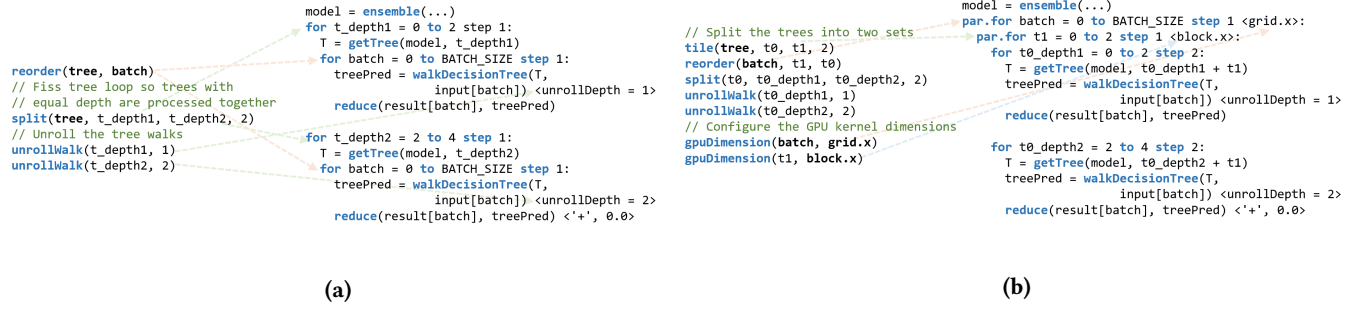 reorder(tree, batch)
// Fiss tree loop so trees with
// equal depth are processed together
split(tree, t_depth1, t_depth2, 2)
// Unroll the tree walks
unrollWalk(t_depth1, 1)
unrollWalk(t_depth2, 2)
model = ensemble(...)
for t_depth1 = 0 to 2 step 1:
T = getTree(model, t_depth1)
for batch = 0 to BATCH_SIZE step 1:
treePred = walkDecisionTree(T,
input[batch]) <unrollDepth = 1>
reduce(result[batch], treePred)
for t_depth2 = 2 to 4 step 1:
T = getTree(model, t_depth2)
for batch = 0 to BATCH_SIZE step 1:
treePred = walkDecisionTree(T,
input[batch]) <unrollDepth = 2>
reduce(result[batch], treePred) <'+', 0.0>
(a)
// Split the trees into two sets
tile(tree, t0, t1, 2)
reorder(batch, t1, t0)
split(t0, t0_depth1, t0_depth2, 2)
unrollWalk(t0_depth1, 1)
unrollWalk(t0_depth2, 2)
// Configure the GPU kernel dimensions
gpuDimension(batch, grid.x)
gpuDimension(t1, block.x)
model = ensemble(...)
par.for batch = 0 to BATCH_SIZE step 1 <grid.x>:
par.for t1 = 0 to 2 step 1 <block.x>:
for t0_depth1 = 0 to 2 step 2:
T = getTree(model, t0_depth1 + t1)
treePred = walkDecisionTree(T,
input[batch]) <unrollDepth = 1>
reduce(result[batch], treePred)
for t0_depth2 = 2 to 4 step 2:
T = getTree(model, t0_depth2 + t1)
treePred = walkDecisionTree(T,
input[batch]) <unrollDepth = 2>
reduce(result[batch], treePred) <'+', 0.0>
(b)